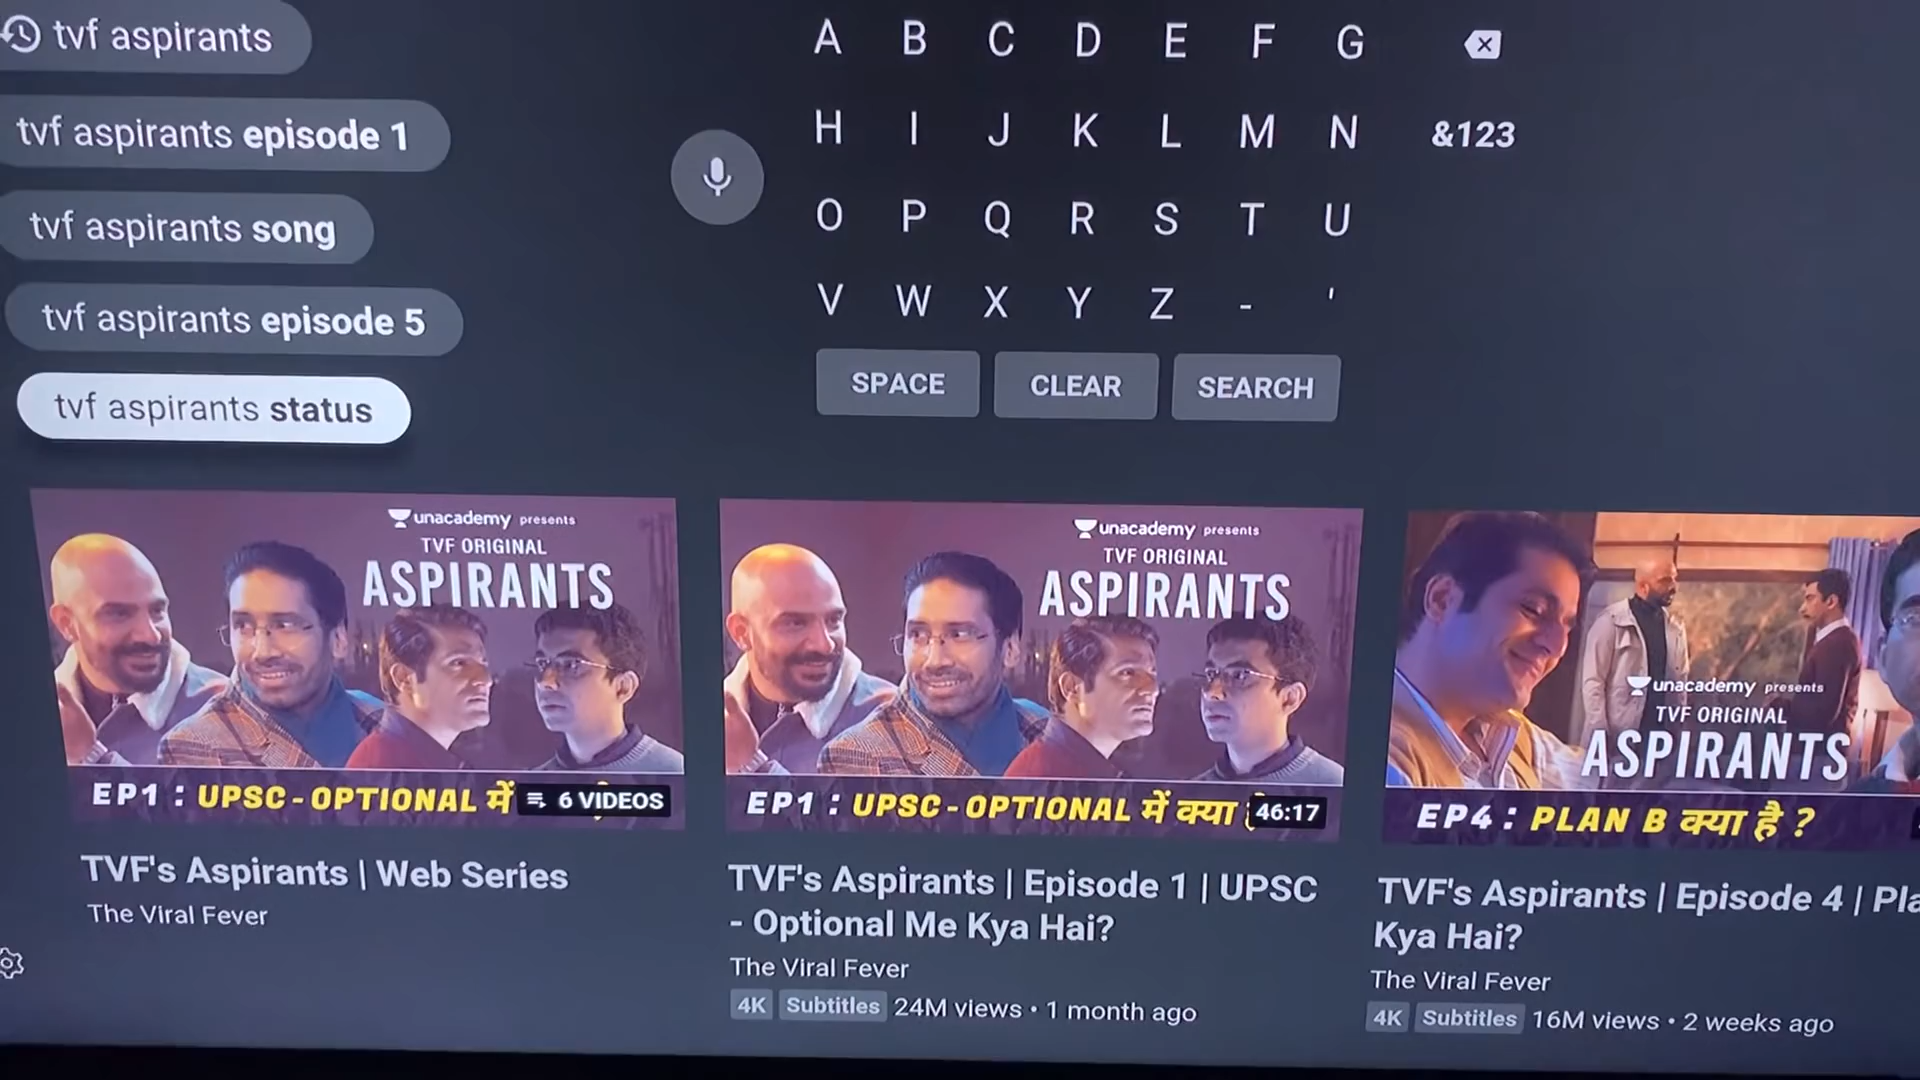 tvf aspirants
tvf aspirants episode 1
tvf aspirants song
tvf aspirants episode 5
tvf aspirants status
A B C D E F G
H I J K L M N &123
O P Q R S T U
V W X Y Z - '
SPACE CLEAR SEARCH
unacademy presents
TVF ORIGINAL
ASPIRANTS
EP1 : UPSC - OPTIONAL में
6 VIDEOS
TVF's Aspirants | Web Series
The Viral Fever
unacademy presents
TVF ORIGINAL
ASPIRANTS
EP1 : UPSC - OPTIONAL में क्या
46:17
TVF's Aspirants | Episode 1 | UPSC
- Optional Me Kya Hai?
The Viral Fever
4K Subtitles 24M views • 1 month ago
unacademy presents
TVF ORIGINAL
ASPIRANTS
EP4 : PLAN B क्या है ?
TVF's Aspirants | Episode 4 |
Kya Hai?
The Viral Fever
4K Subtitles 16M views • 2 weeks ago